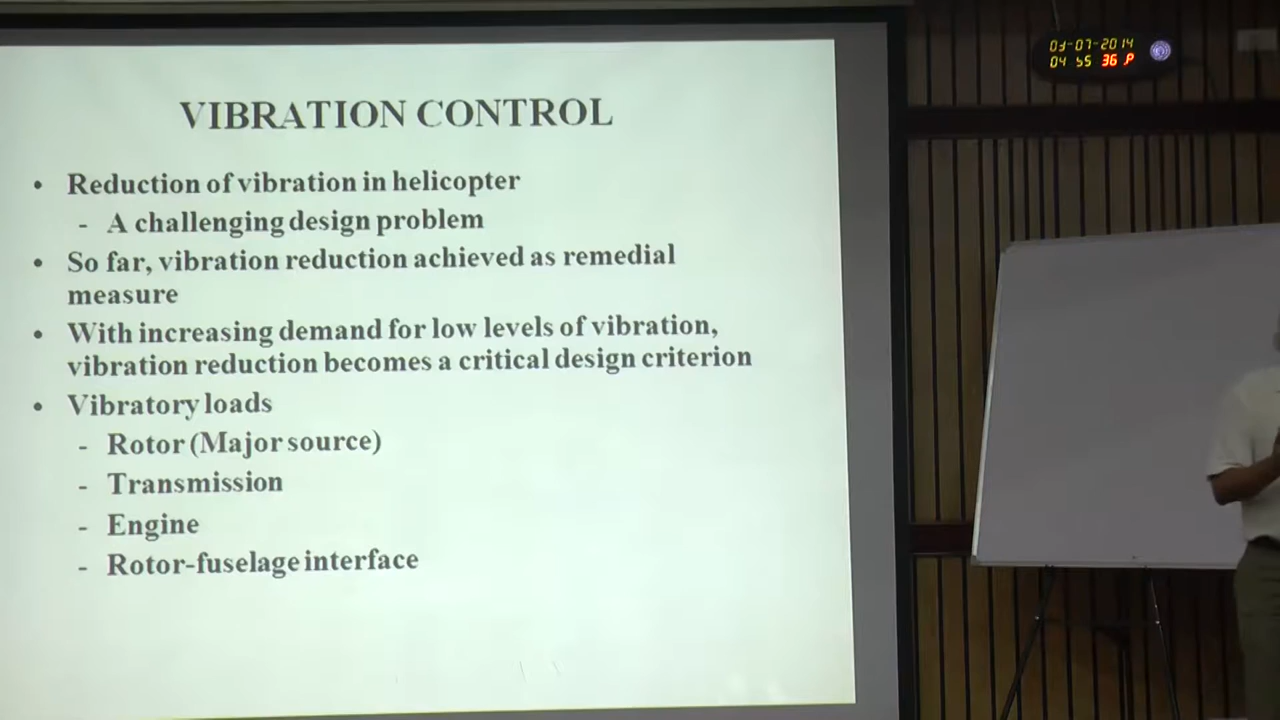 VIBRATION CONTROL
• Reduction of vibration in helicopter
- A challenging design problem
• So far, vibration reduction achieved as remedial
measure
• With increasing demand for low levels of vibration,
vibration reduction becomes a critical design criterion
• Vibratory loads
- Rotor (Major source)
- Transmission
- Engine
- Rotor-fuselage interface
03-07-2014
04 55 36 P